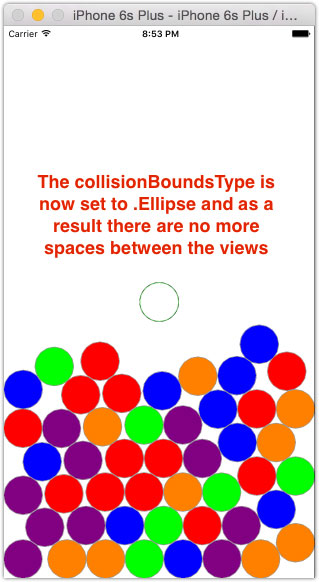 iPhone 6s Plus - iPhone 6s Plus / i...
Carrier 8:53 PM
The collisionBoundsType is
now set to .Ellipse and as a
result there are no more
spaces between the views